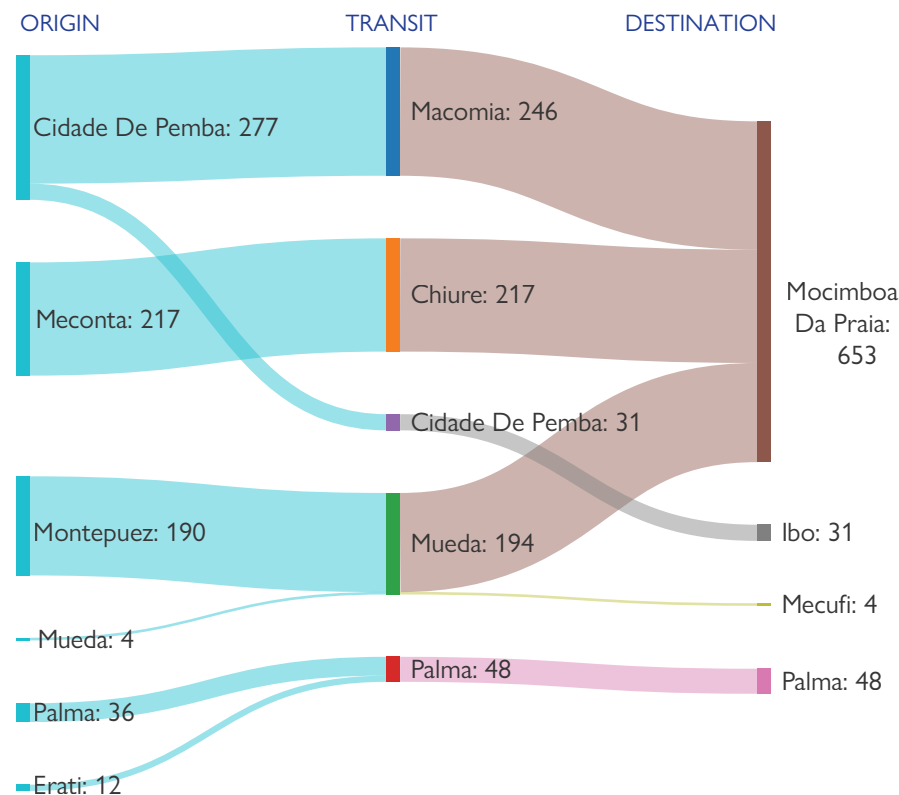 ORIGIN
TRANSIT
DESTINATION
Cidade De Pemba: 277
Meconta: 217
Montepuez: 190
Mueda: 4
Palma: 36
Erati: 12
Macomia: 246
Chiure: 217
Cidade De Pemba: 31
Mueda: 194
Palma: 48
Mocimboa
Da Praia:
653
Ibo: 31
Mecufi: 4
Palma: 48